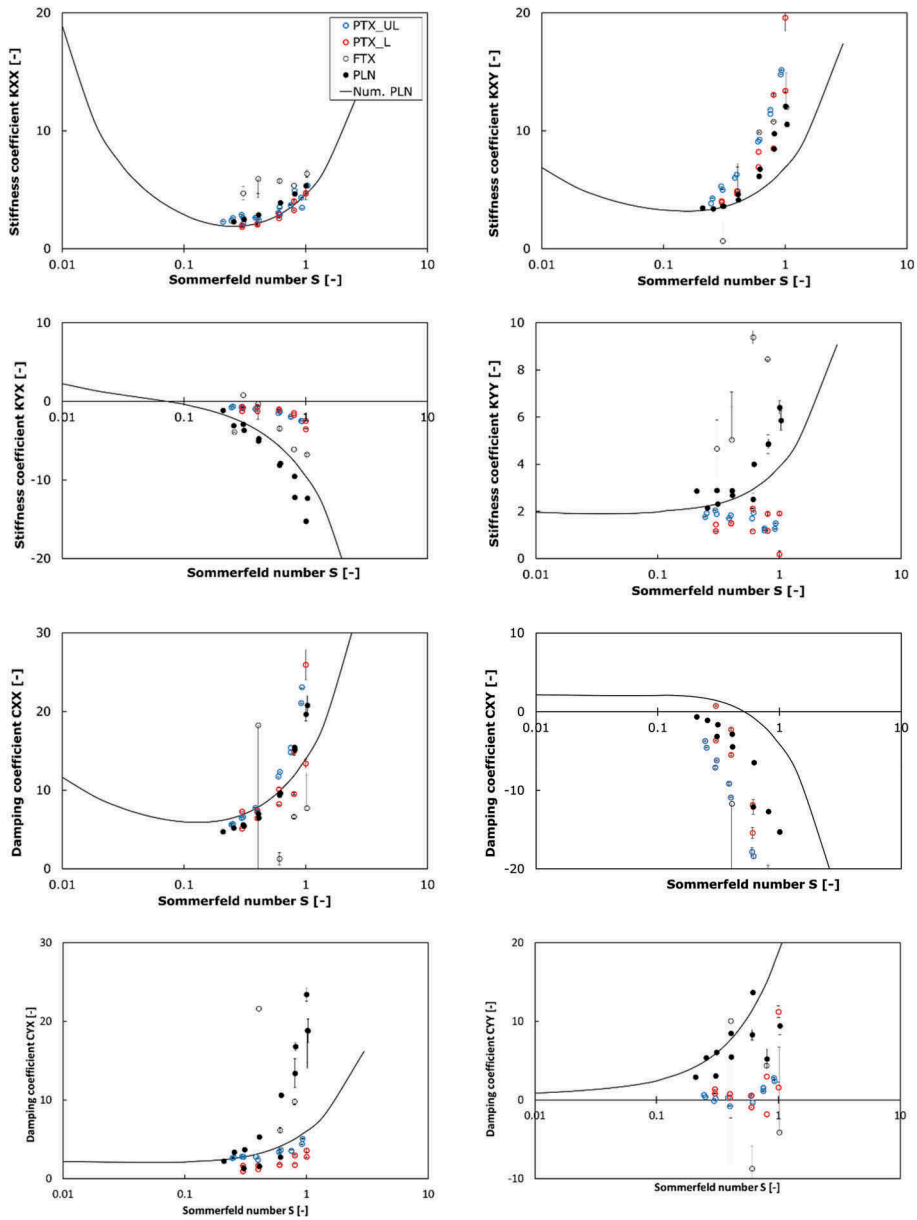 Stiffness coefficient KXX [-]
20
10
0
0.01 0.1 1 10
Sommerfeld number S [-]
PTX_UL
PTX_L
FTX
PLN
Num. PLN
Stiffness coefficient KXY [-]
20
10
0
0.01 0.1 1 10
Sommerfeld number S [-]
Stiffness coefficient KYX [-]
10
0
-10
-20
0.01 0.1 1 10
Sommerfeld number S [-]
Stiffness coefficient KYY [-]
10
8
6
4
2
0
0.01 0.1 1 10
Sommerfeld number S [-]
Damping coefficient CXX [-]
30
20
10
0
0.01 0.1 1 10
Sommerfeld number S [-]
Damping coefficient CXY [-]
10
0
-10
-20
0.01 0.1 1 10
Sommerfeld number S [-]
Damping coefficient CYX [-]
30
20
10
0
0.01 0.1 1 10
Sommerfeld number S [-]
Damping coefficient CYY [-]
20
10
0
-10
0.01 0.1 1 10
Sommerfeld number S [-]